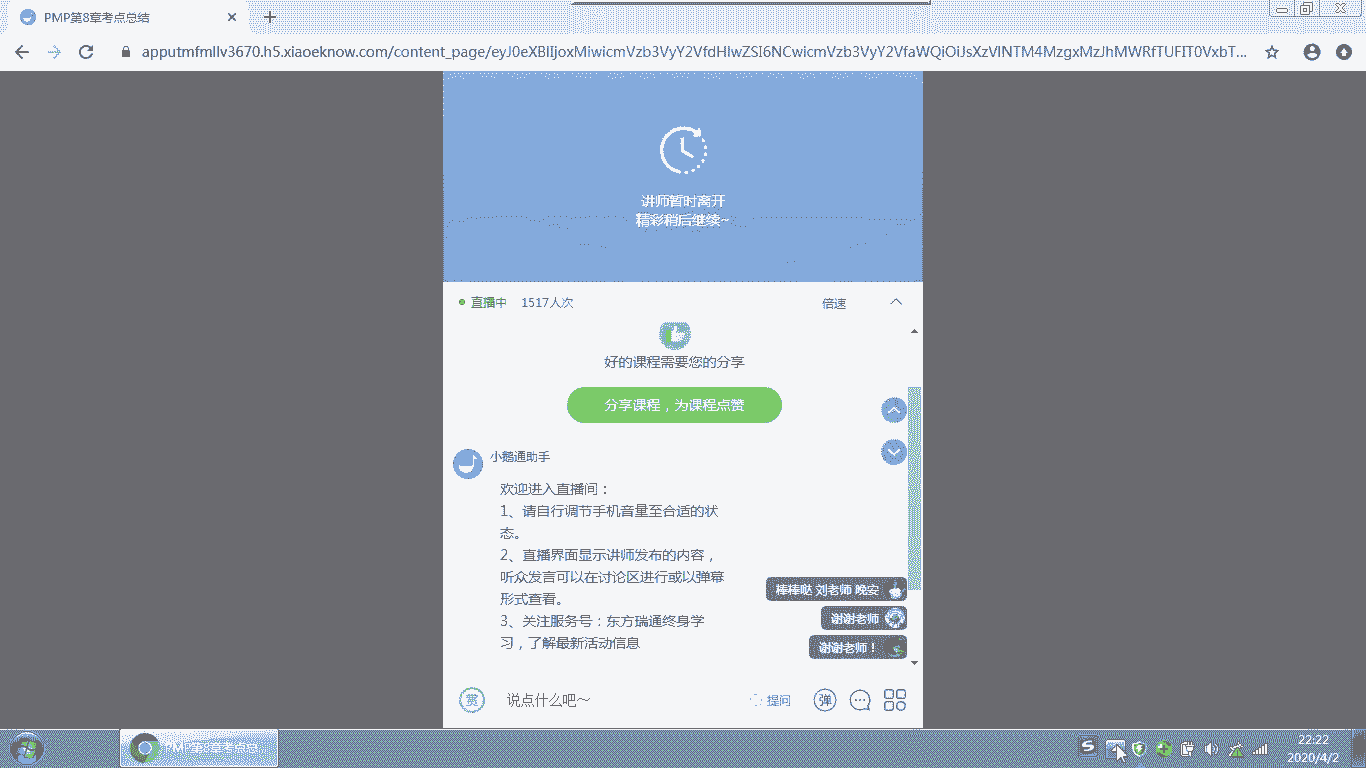 PMP第8章考点总结
apputmfmllv3670.h5.xiaoeknow.com/content_page/
讲师暂时离开
精彩稍后继续~
直播中 1517人次 倍速
好的课程需要您的分享
分享课程，为课程点赞
小鹅通助手
欢迎进入直播间：
1、请自行调节手机音量至合适的状
态。
2、直播界面显示讲师发布的内容，
听众发言可以在讨论区进行或以弹幕
形式查看。
3、关注服务号：东方瑞通终身学
习，了解最新活动信息
棒棒哒 刘老师 晚安
谢谢老师
谢谢老师！
赏 说点什么吧～ 提问 弹
PMP第8章考点总...
22:22
2020/4/2